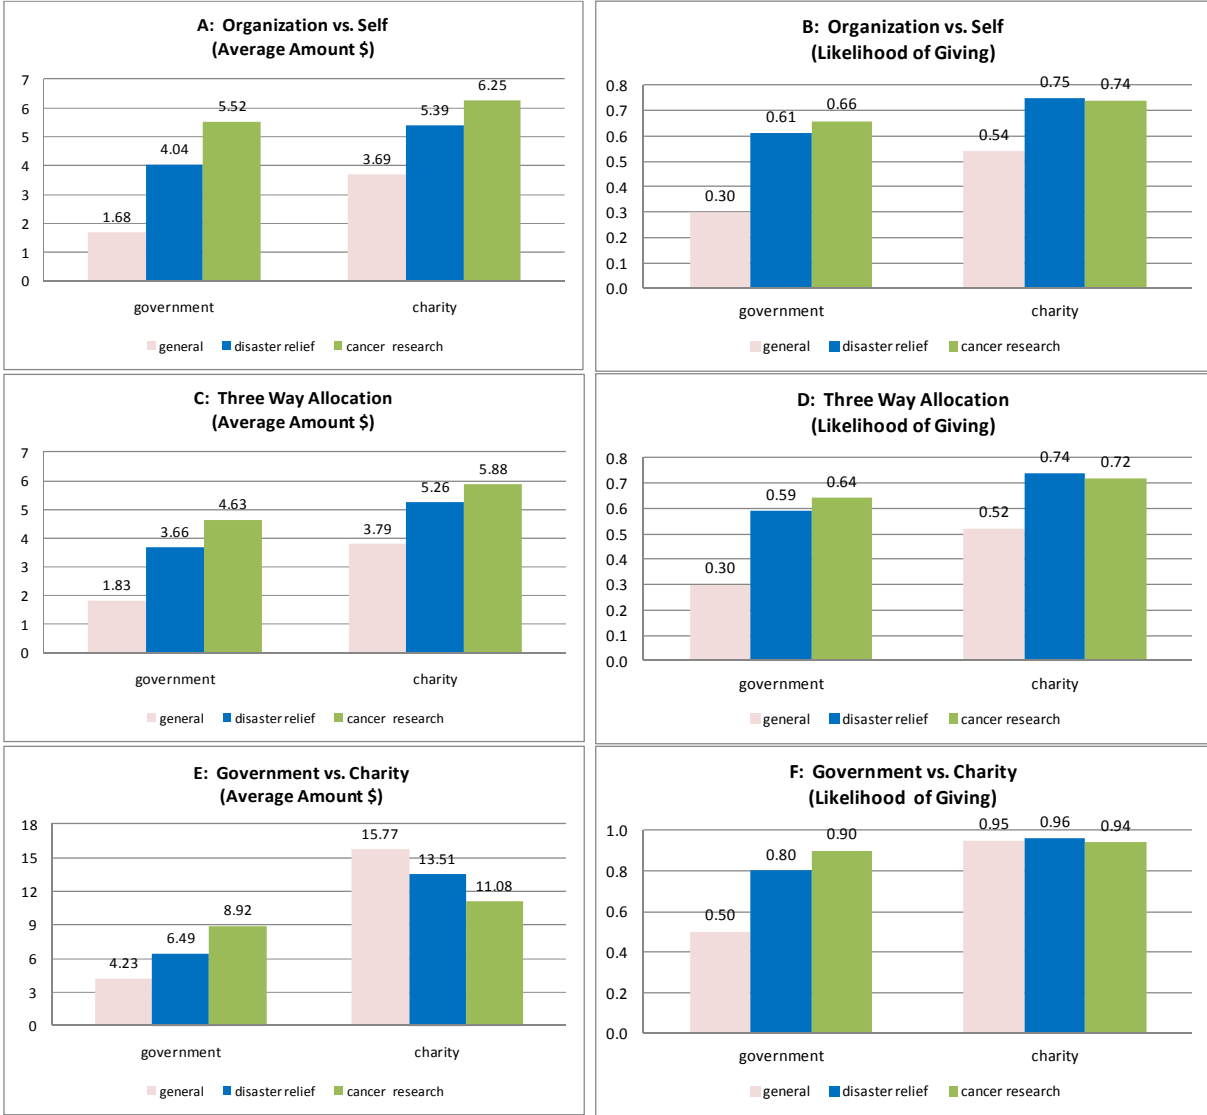 A: Organization vs. Self
(Average Amount $)
7
6
5
4
3
2
1
0
1.68
4.04
5.52
3.69
5.39
6.25
government
charity
general disaster relief cancer research
B: Organization vs. Self
(Likelihood of Giving)
0.8
0.7
0.6
0.5
0.4
0.3
0.2
0.1
0.0
0.30
0.61
0.66
0.54
0.75
0.74
government
charity
general disaster relief cancer research
C: Three Way Allocation
(Average Amount $)
7
6
5
4
3
2
1
0
1.83
3.66
4.63
3.79
5.26
5.88
government
charity
general disaster relief cancer research
D: Three Way Allocation
(Likelihood of Giving)
0.8
0.7
0.6
0.5
0.4
0.3
0.2
0.1
0.0
0.30
0.59
0.64
0.52
0.74
0.72
government
charity
general disaster relief cancer research
E: Government vs. Charity
(Average Amount $)
18
15
12
9
6
3
0
4.23
6.49
8.92
15.77
13.51
11.08
government
charity
general disaster relief cancer research
F: Government vs. Charity
(Likelihood of Giving)
1.0
0.8
0.6
0.4
0.2
0.0
0.50
0.80
0.90
0.95
0.96
0.94
government
charity
general disaster relief cancer research